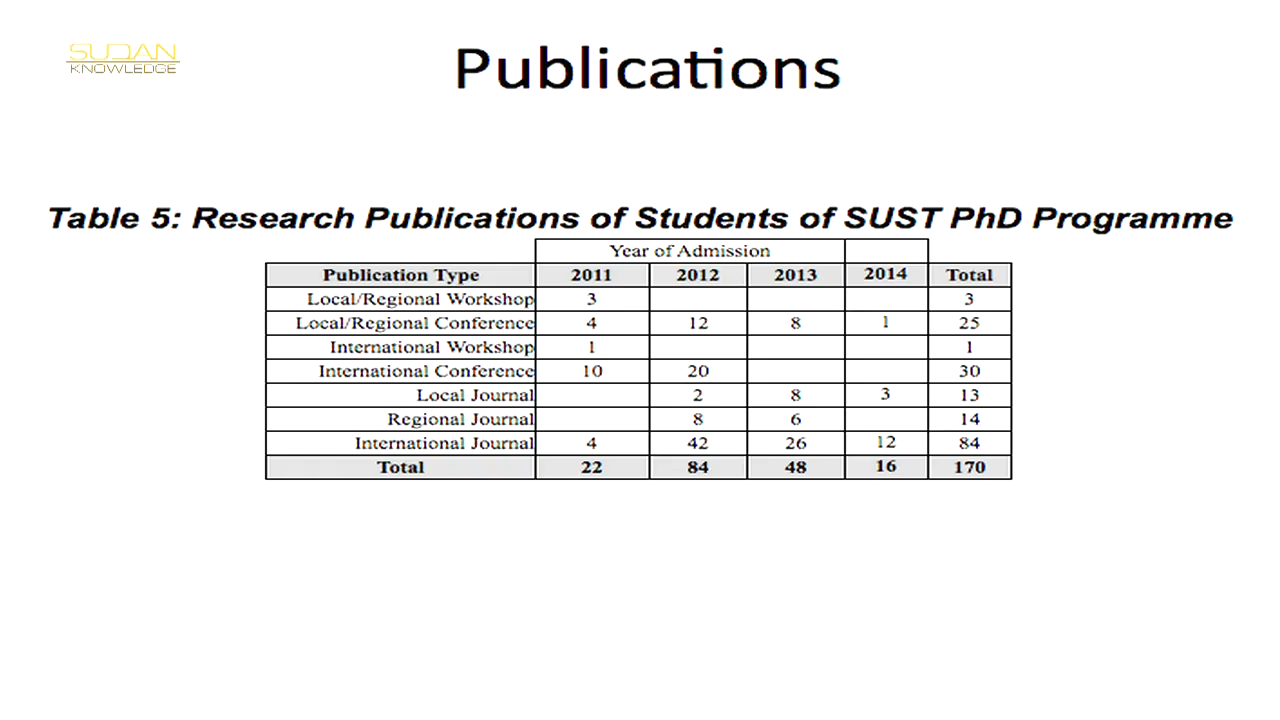 SUDAN
KNOWLEDGE
Publications
Table 5: Research Publications of Students of SUST PhD Programme
Year of Admission
Publication Type 2011 2012 2013 2014 Total
Local/Regional Workshop 3 3
Local/Regional Conference 4 12 8 1 25
International Workshop 1 1
International Conference 10 20 30
Local Journal 2 8 3 13
Regional Journal 8 6 14
International Journal 4 42 26 12 84
Total 22 84 48 16 170